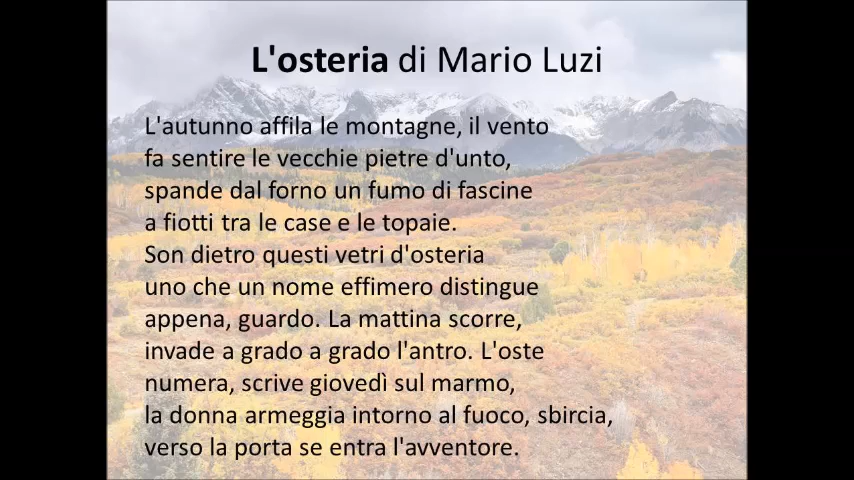 L'osteria di Mario Luzi
L'autunno affila le montagne, il vento
fa sentire le vecchie pietre d'unto,
spande dal forno un fumo di fascine
a fiotti tra le case e le topaie.
Son dietro questi vetri d'osteria
uno che un nome effimero distingue
appena, guardo. La mattina scorre,
invade a grado a grado l'antro. L'oste
numera, scrive giovedì sul marmo,
la donna armeggia intorno al fuoco, sbircia,
verso la porta se entra l'avventore.